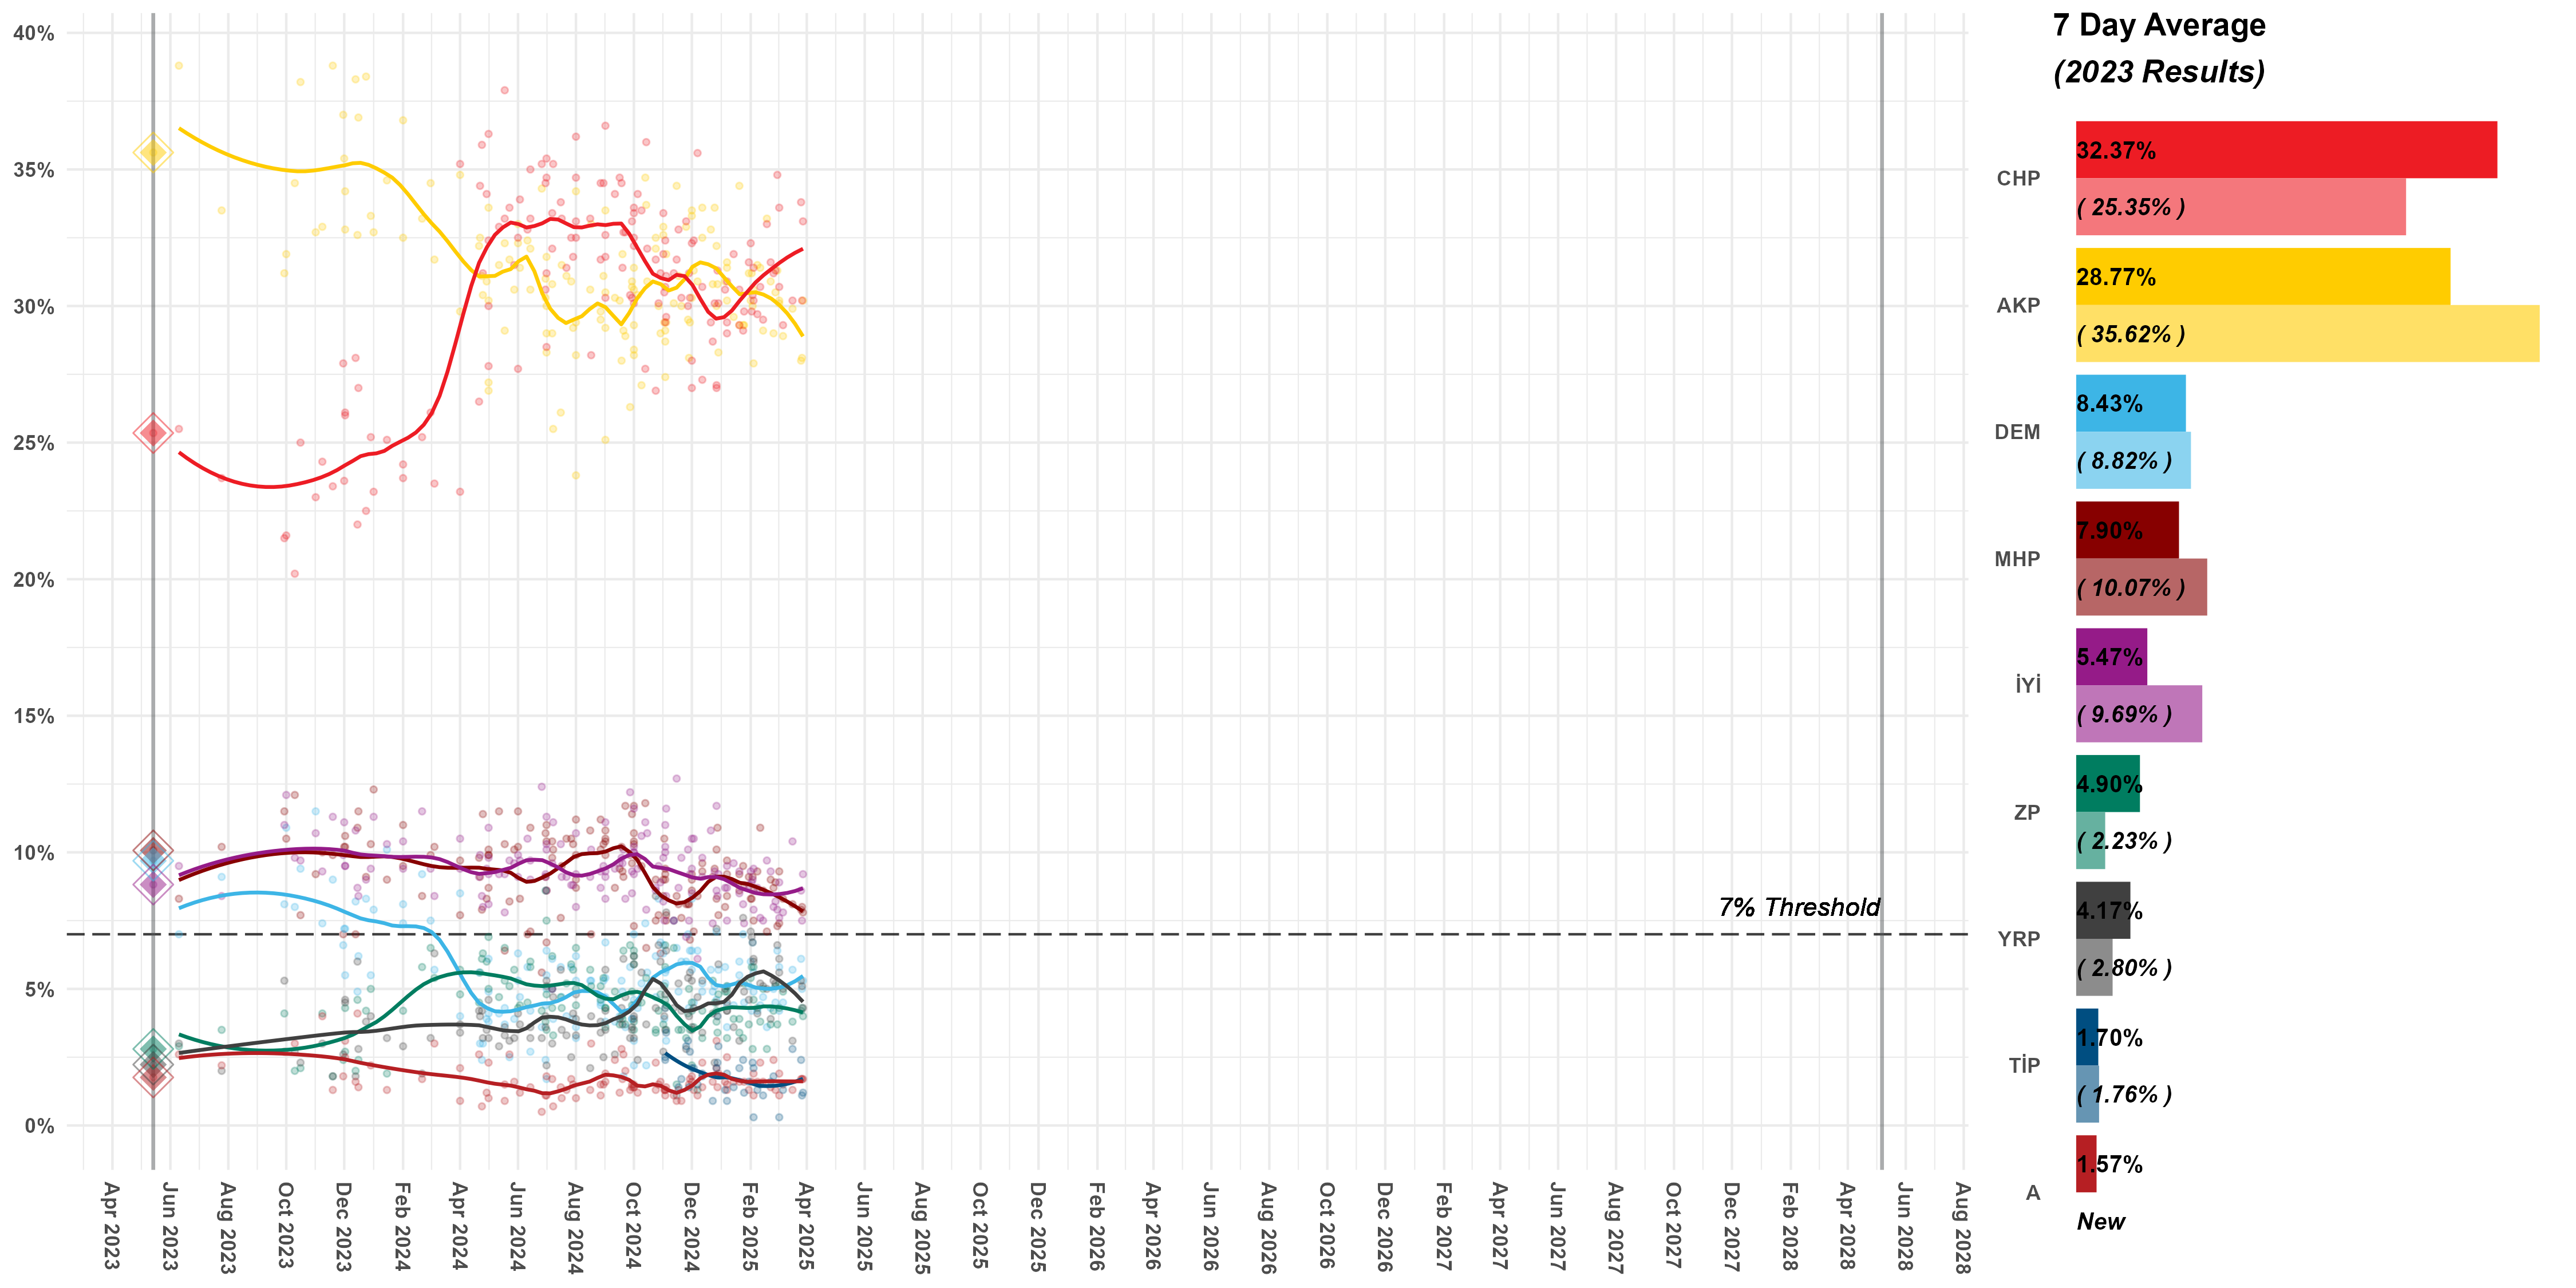 40%
35%
30%
25%
20%
15%
10%
5%
0%
7% Threshold
Apr 2023
Jun 2023
Aug 2023
Oct 2023
Dec 2023
Feb 2024
Apr 2024
Jun 2024
Aug 2024
Oct 2024
Dec 2024
Feb 2025
Apr 2025
Jun 2025
Aug 2025
Oct 2025
Dec 2025
Feb 2026
Apr 2026
Jun 2026
Aug 2026
Oct 2026
Dec 2026
Feb 2027
Apr 2027
Jun 2027
Aug 2027
Oct 2027
Dec 2027
Feb 2028
Apr 2028
Jun 2028
Aug 2028
7 Day Average
(2023 Results)
CHP
32.37%
( 25.35% )
AKP
28.77%
( 35.62% )
DEM
8.43%
( 8.82% )
MHP
7.90%
( 10.07% )
İYİ
5.47%
( 9.69% )
ZP
4.90%
( 2.23% )
YRP
4.17%
( 2.80% )
TİP
1.70%
( 1.76% )
A
1.57%
New